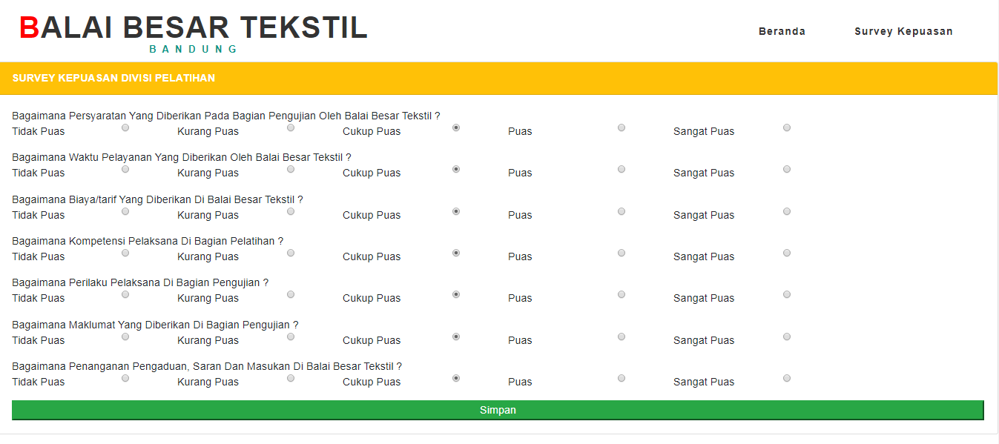 BALAI BESAR TEKSTIL
BANDUNG
Beranda Survey Kepuasan
SURVEY KEPUASAN DIVISI PELATIHAN
Bagaimana Persyaratan Yang Diberikan Pada Bagian Pengujian Oleh Balai Besar Tekstil ?
Tidak Puas Kurang Puas Cukup Puas Puas Sangat Puas
Bagaimana Waktu Pelayanan Yang Diberikan Oleh Balai Besar Tekstil ?
Tidak Puas Kurang Puas Cukup Puas Puas Sangat Puas
Bagaimana Biaya/tarif Yang Diberikan Di Balai Besar Tekstil ?
Tidak Puas Kurang Puas Cukup Puas Puas Sangat Puas
Bagaimana Kompetensi Pelaksana Di Bagian Pelatihan ?
Tidak Puas Kurang Puas Cukup Puas Puas Sangat Puas
Bagaimana Perilaku Pelaksana Di Bagian Pengujian ?
Tidak Puas Kurang Puas Cukup Puas Puas Sangat Puas
Bagaimana Maklumat Yang Diberikan Di Bagian Pengujian ?
Tidak Puas Kurang Puas Cukup Puas Puas Sangat Puas
Bagaimana Penanganan Pengaduan, Saran Dan Masukan Di Balai Besar Tekstil ?
Tidak Puas Kurang Puas Cukup Puas Puas Sangat Puas
Simpan